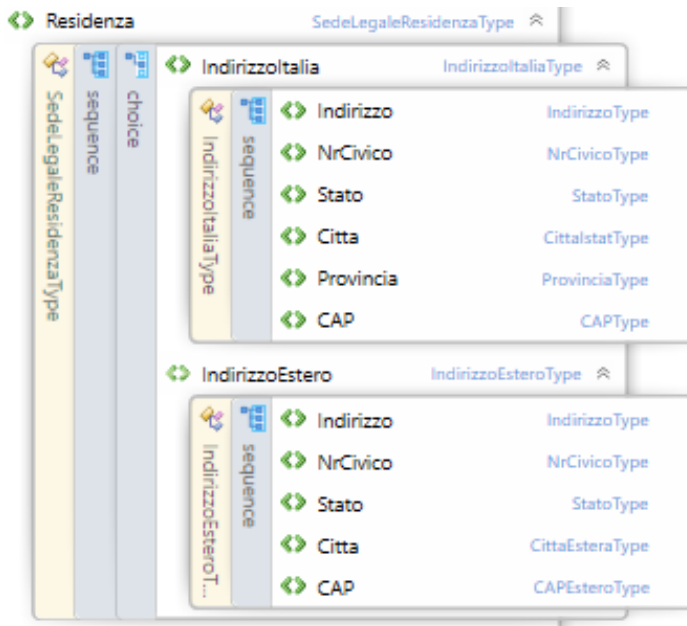 Residenza SedeLegaleResidenzaType
SedeLegaleResidenzaType
sequence
choice
IndirizzoItalia IndirizzoItaliaType
IndirizzoItaliaType
sequence
Indirizzo IndirizzoType
NrCivico NrCivicoType
Stato StatoType
Citta CittaIstatType
Provincia ProvinciaType
CAP CAPType
IndirizzoEstero IndirizzoEsteroType
IndirizzoEsteroT...
sequence
Indirizzo IndirizzoType
NrCivico NrCivicoType
Stato StatoType
Citta CittaEsteraType
CAP CAPEsteroType